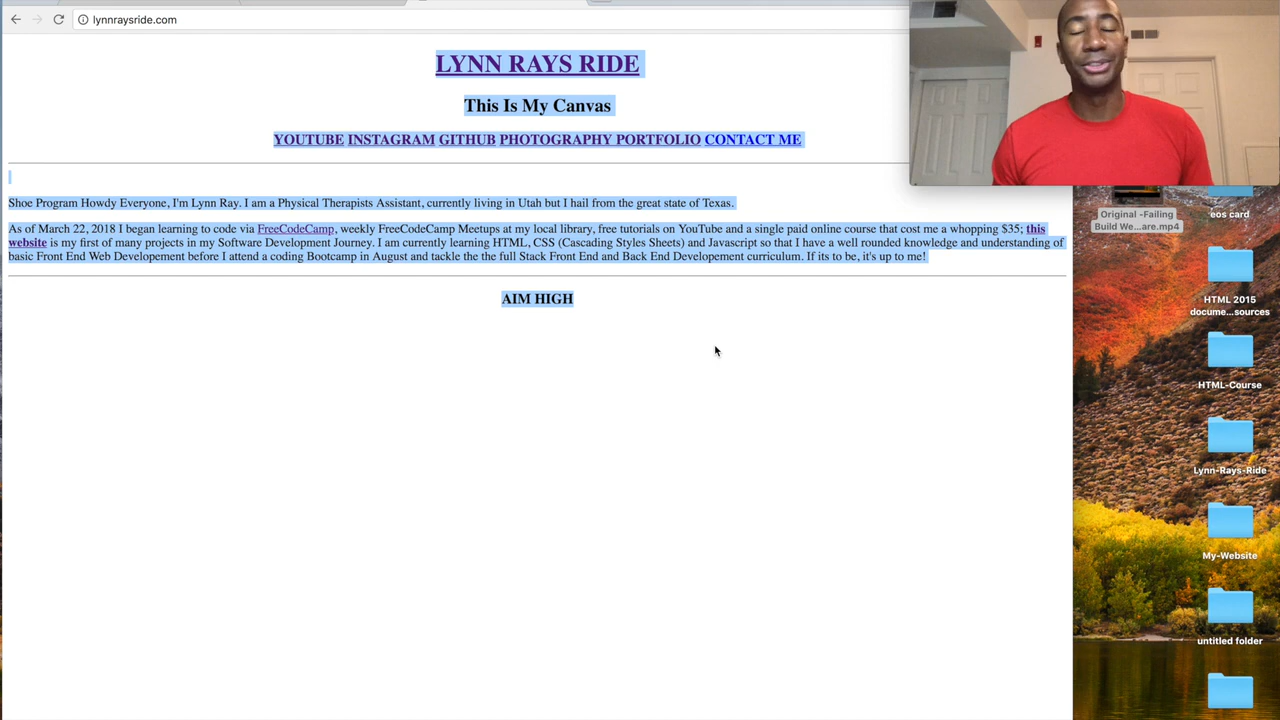 lynnraysride.com
LYNN RAYS RIDE
This Is My Canvas
YOUTUBE INSTAGRAM GITHUB PHOTOGRAPHY PORTFOLIO CONTACT ME
Shoe Program Howdy Everyone, I'm Lynn Ray. I am a Physical Therapists Assistant, currently living in Utah but I hail from the great state of Texas.
As of March 22, 2018 I began learning to code via FreeCodeCamp, weekly FreeCodeCamp Meetups at my local library, free tutorials on YouTube and a single paid online course that cost me a whopping $35; this
website is my first of many projects in my Software Development Journey. I am currently learning HTML, CSS (Cascading Styles Sheets) and Javascript so that I have a well rounded knowledge and understanding of
basic Front End Web Developement before I attend a coding Bootcamp in August and tackle the the full Stack Front End and Back End Developement curriculum. If its to be, it's up to me!
AIM HIGH
Original -Failing
Build We...are.mp4
eos card
HTML 2015
docume...sources
HTML-Course
Lynn-Rays-Ride
My-Website
untitled folder